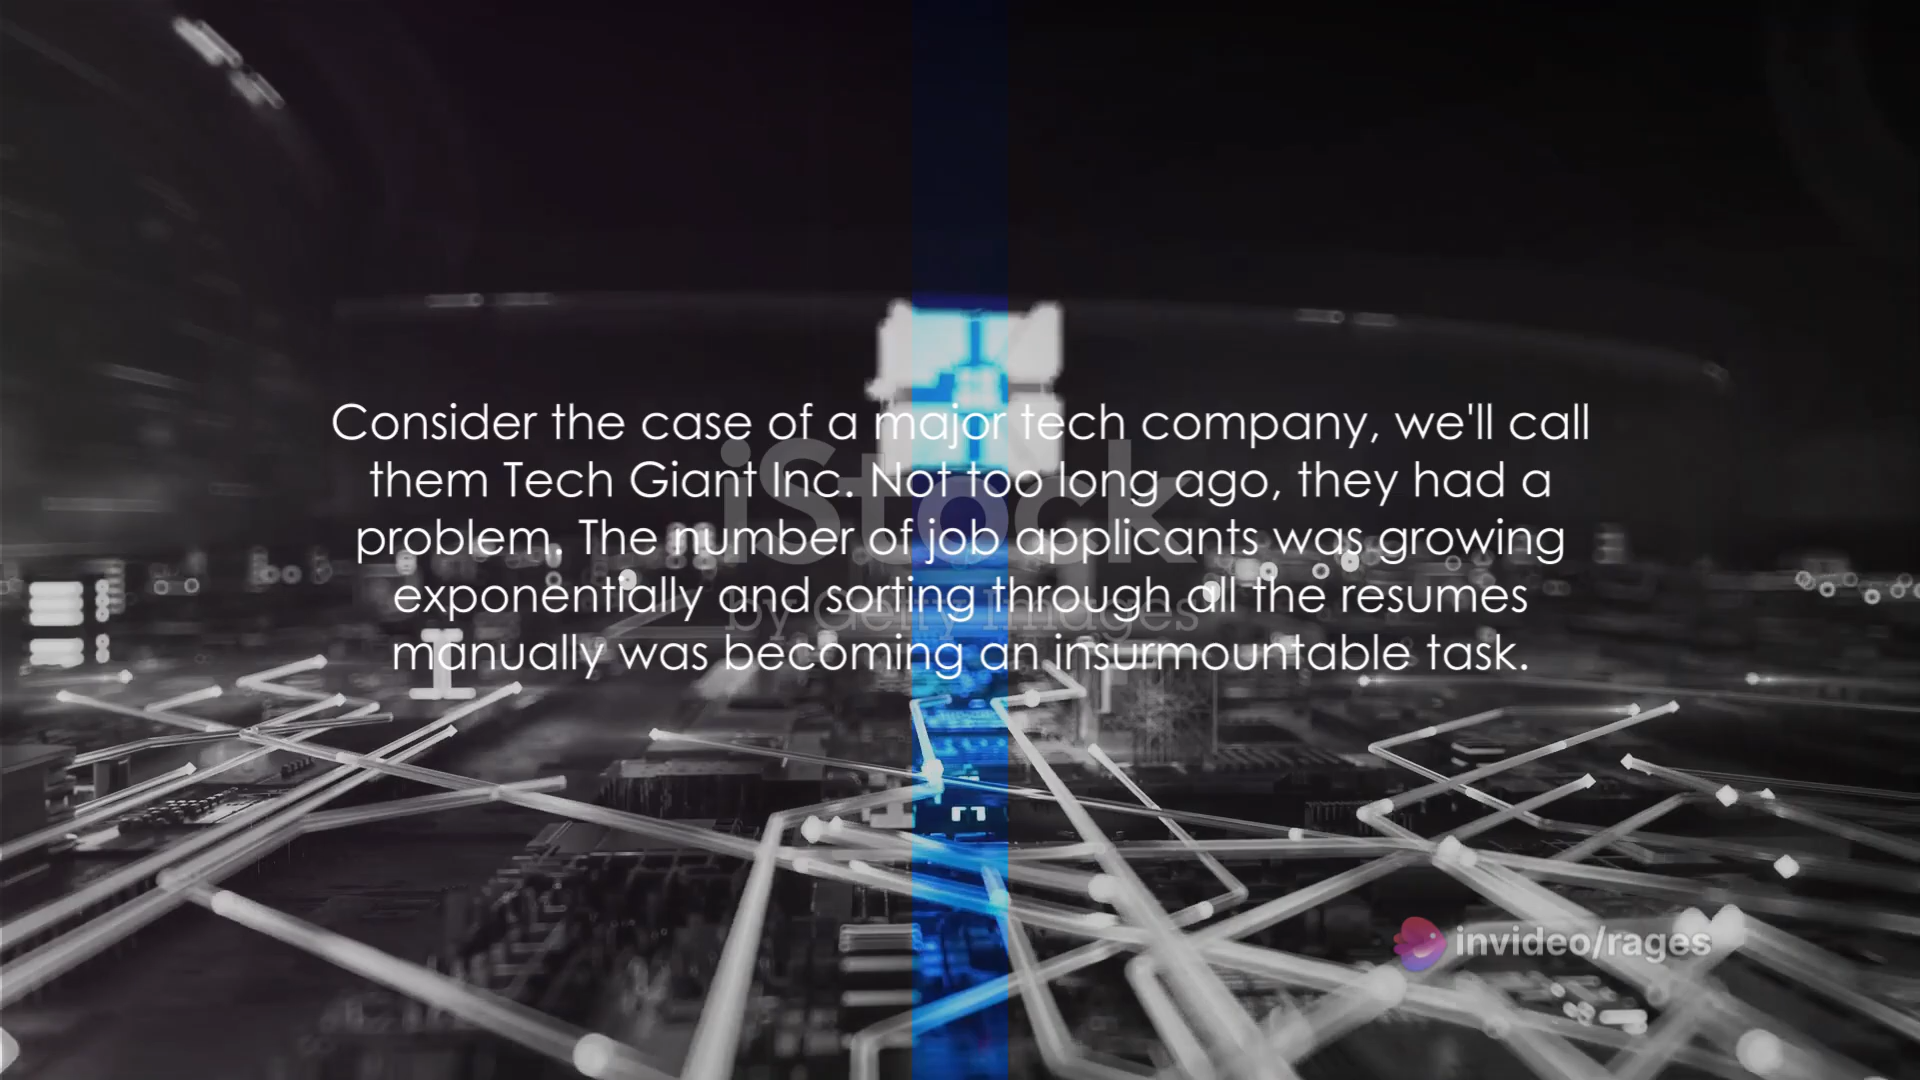 Consider the case of a major tech company, we'll call
them Tech Giant Inc. Not too long ago, they had a
problem. The number of job applicants was growing
exponentially and sorting through all the resumes
manually was becoming an insurmountable task.
iStock
by Getty Images
invideo/rages